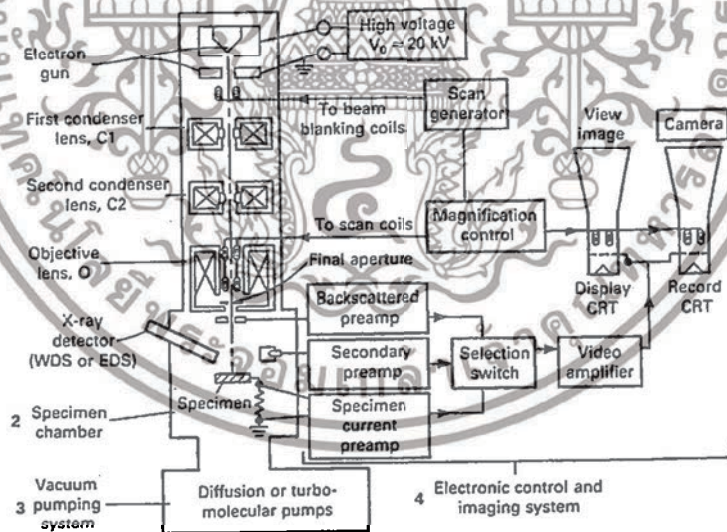 High voltage
V₀ ~ 20 kV
Electron
gun
Scan
generator
To beam
blanking coils
View
image
Camera
First condenser
lens, C1
Second condenser
lens, C2
Magnification
control
To scan coils
Objective
lens, O
Final aperture
Display
CRT
Record
CRT
Backscattered
preamp
X-ray
detector
(WDS or EDS)
Secondary
preamp
Selection
switch
Video
amplifier
Specimen
Specimen
current
preamp
2 Specimen
chamber
3 Vacuum
pumping
system
Diffusion or turbo-
molecular pumps
4 Electronic control and
imaging system